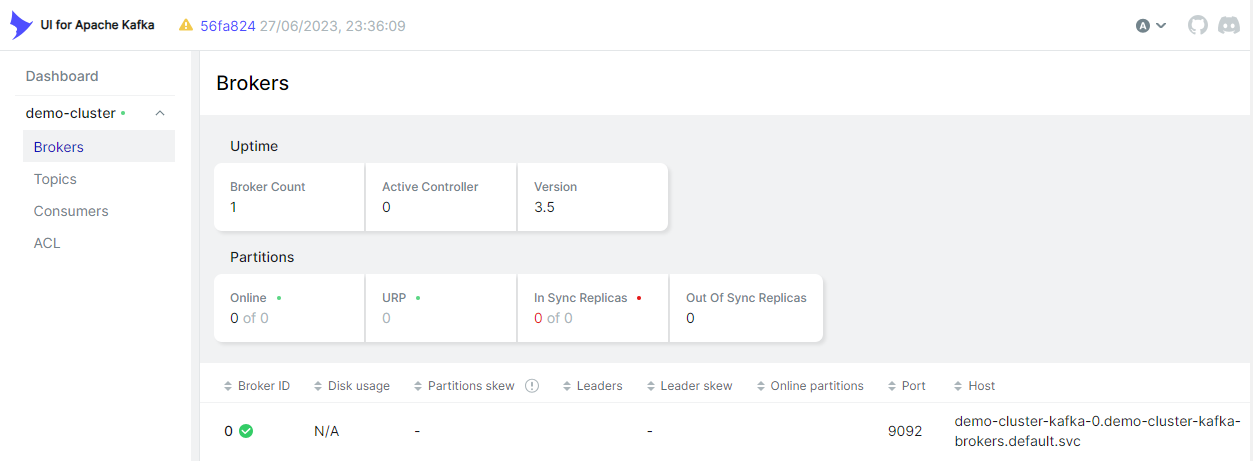 UI for Apache Kafka 56fa824 27/06/2023, 23:36:09 A
Dashboard
demo-cluster
Brokers
Topics
Consumers
ACL
Brokers
Uptime
Broker Count Active Controller Version
1 0 3.5
Partitions
Online URP In Sync Replicas Out Of Sync Replicas
0 of 0 0 0 of 0 0
Broker ID Disk usage Partitions skew Leaders Leader skew Online partitions Port Host
0 N/A - - 9092 demo-cluster-kafka-0.demo-cluster-kafka-
brokers.default.svc